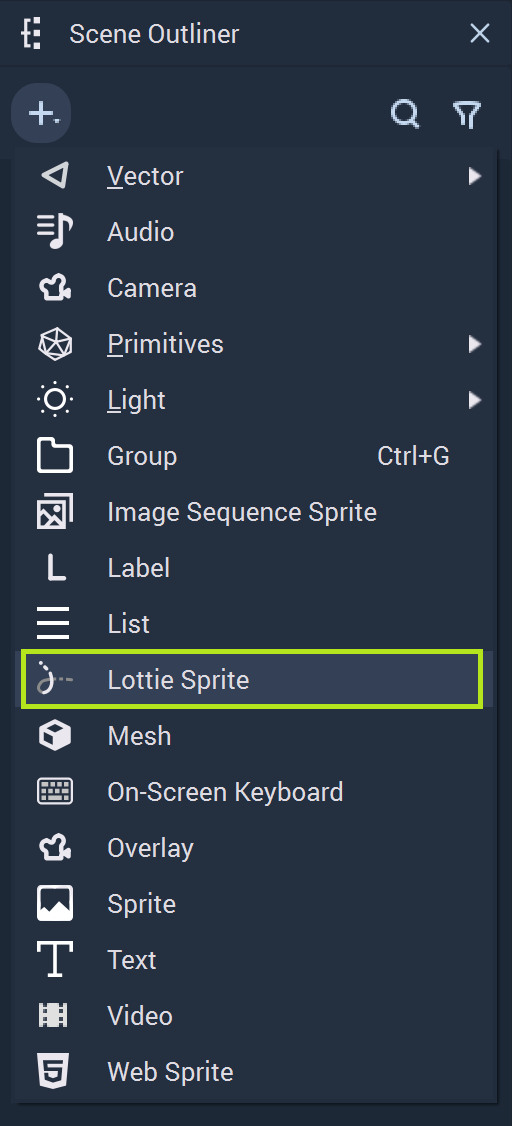 Scene Outliner
Vector
Audio
Camera
Primitives
Light
Group Ctrl+G
Image Sequence Sprite
Label
List
Lottie Sprite
Mesh
On-Screen Keyboard
Overlay
Sprite
Text
Video
Web Sprite